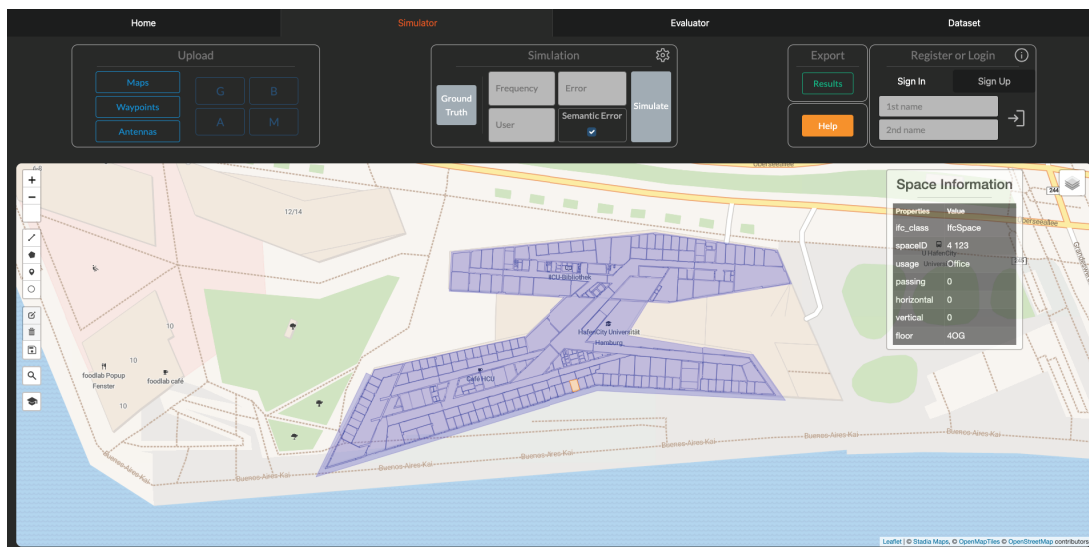 Home
Simulator
Evaluator
Dataset
Upload
Maps
Waypoints
Antennas
G
B
A
M
Simulation
Ground
Truth
Frequency
Error
User
Semantic Error
Simulate
Export
Results
Help
Register or Login
Sign In
Sign Up
1st name
2nd name
+
−
12/14
10
10
10
foodlab Popup
Fenster
foodlab café
HCU-Bibliothek
HafenCity Universität
Hamburg
Café HCU
Buenos-Aires-Kai
Buenos-Aires-Kai
Buenos-Aires-Kai
Buenos-Aires-Kai
Buenos-Aires-Kai
244
Space Information
Properties Value
ifc_class IfcSpace
spaceID 4 123
usage Office
passing 0
horizontal 0
vertical 0
floor 4OG
Leaflet | © Stadia Maps, © OpenMapTiles © OpenStreetMap contributors